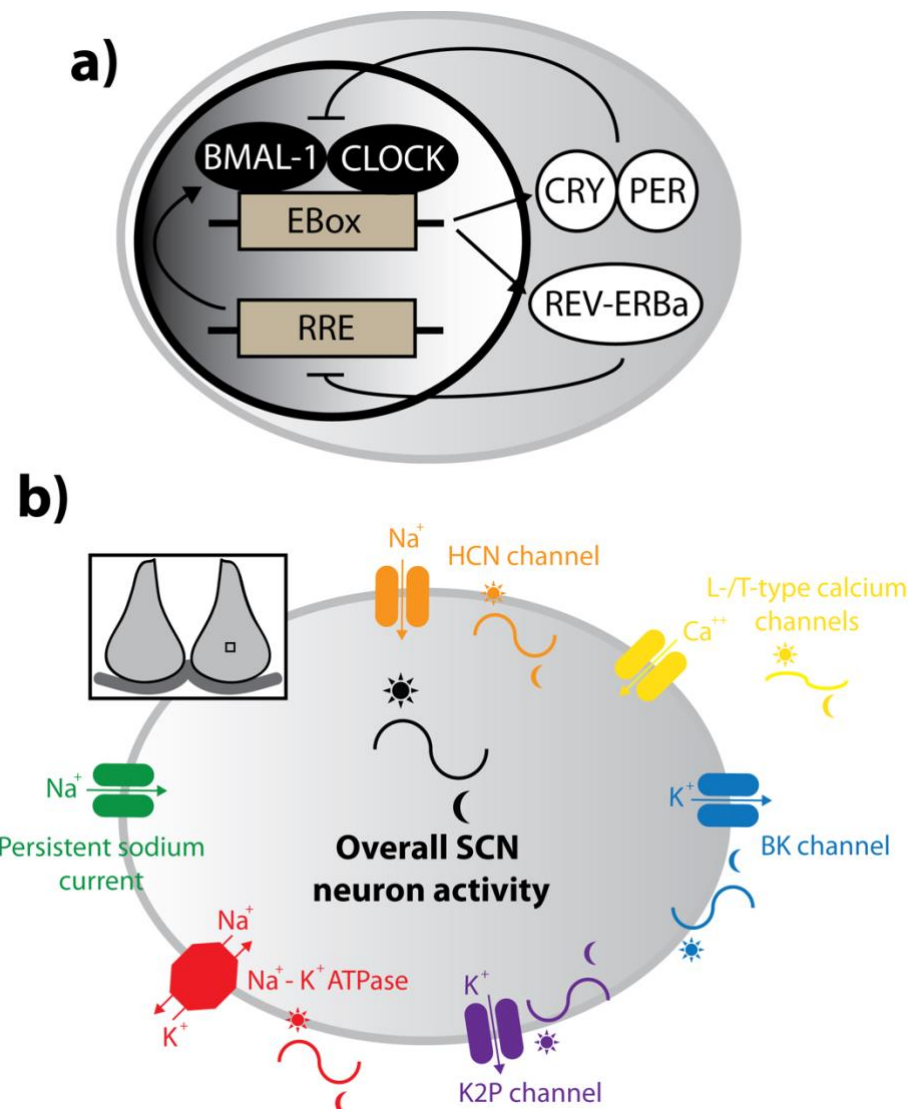 a)
BMAL-1
CLOCK
EBox
RRE
CRY
PER
REV-ERBa
b)
Na+
HCN channel
L-/T-type calcium
channels
Ca++
Na+
Persistent sodium
current
K+
BK channel
Overall SCN
neuron activity
Na+
Na+- K+ ATPase
K+
K+
K2P channel